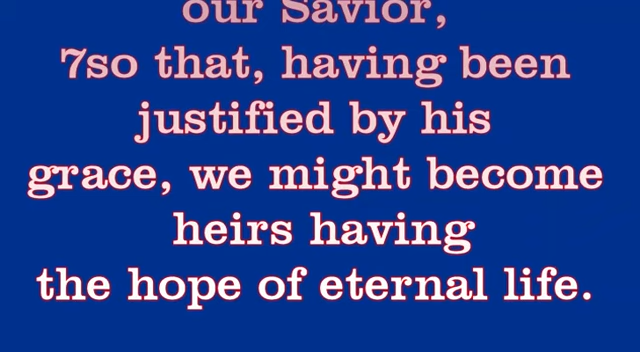 our Savior,
7so that, having been
justified by his
grace, we might become
heirs having
the hope of eternal life.